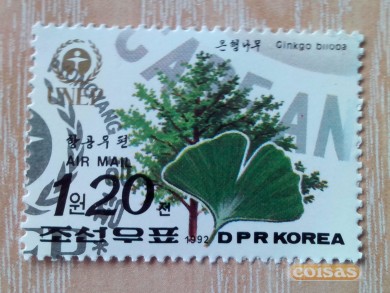 은행나무 Ginkgo biloba
UNEP
항공우편
AIR MAIL
1원20전
조선우표 1992 DPR KOREA
coisas